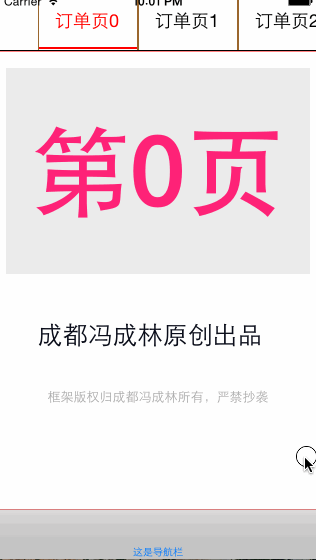 Carrier 10:01 PM
订单页0 订单页1 订单页2
第0页
成都冯成林原创出品
框架版权归成都冯成林所有，严禁抄袭
这是导航栏